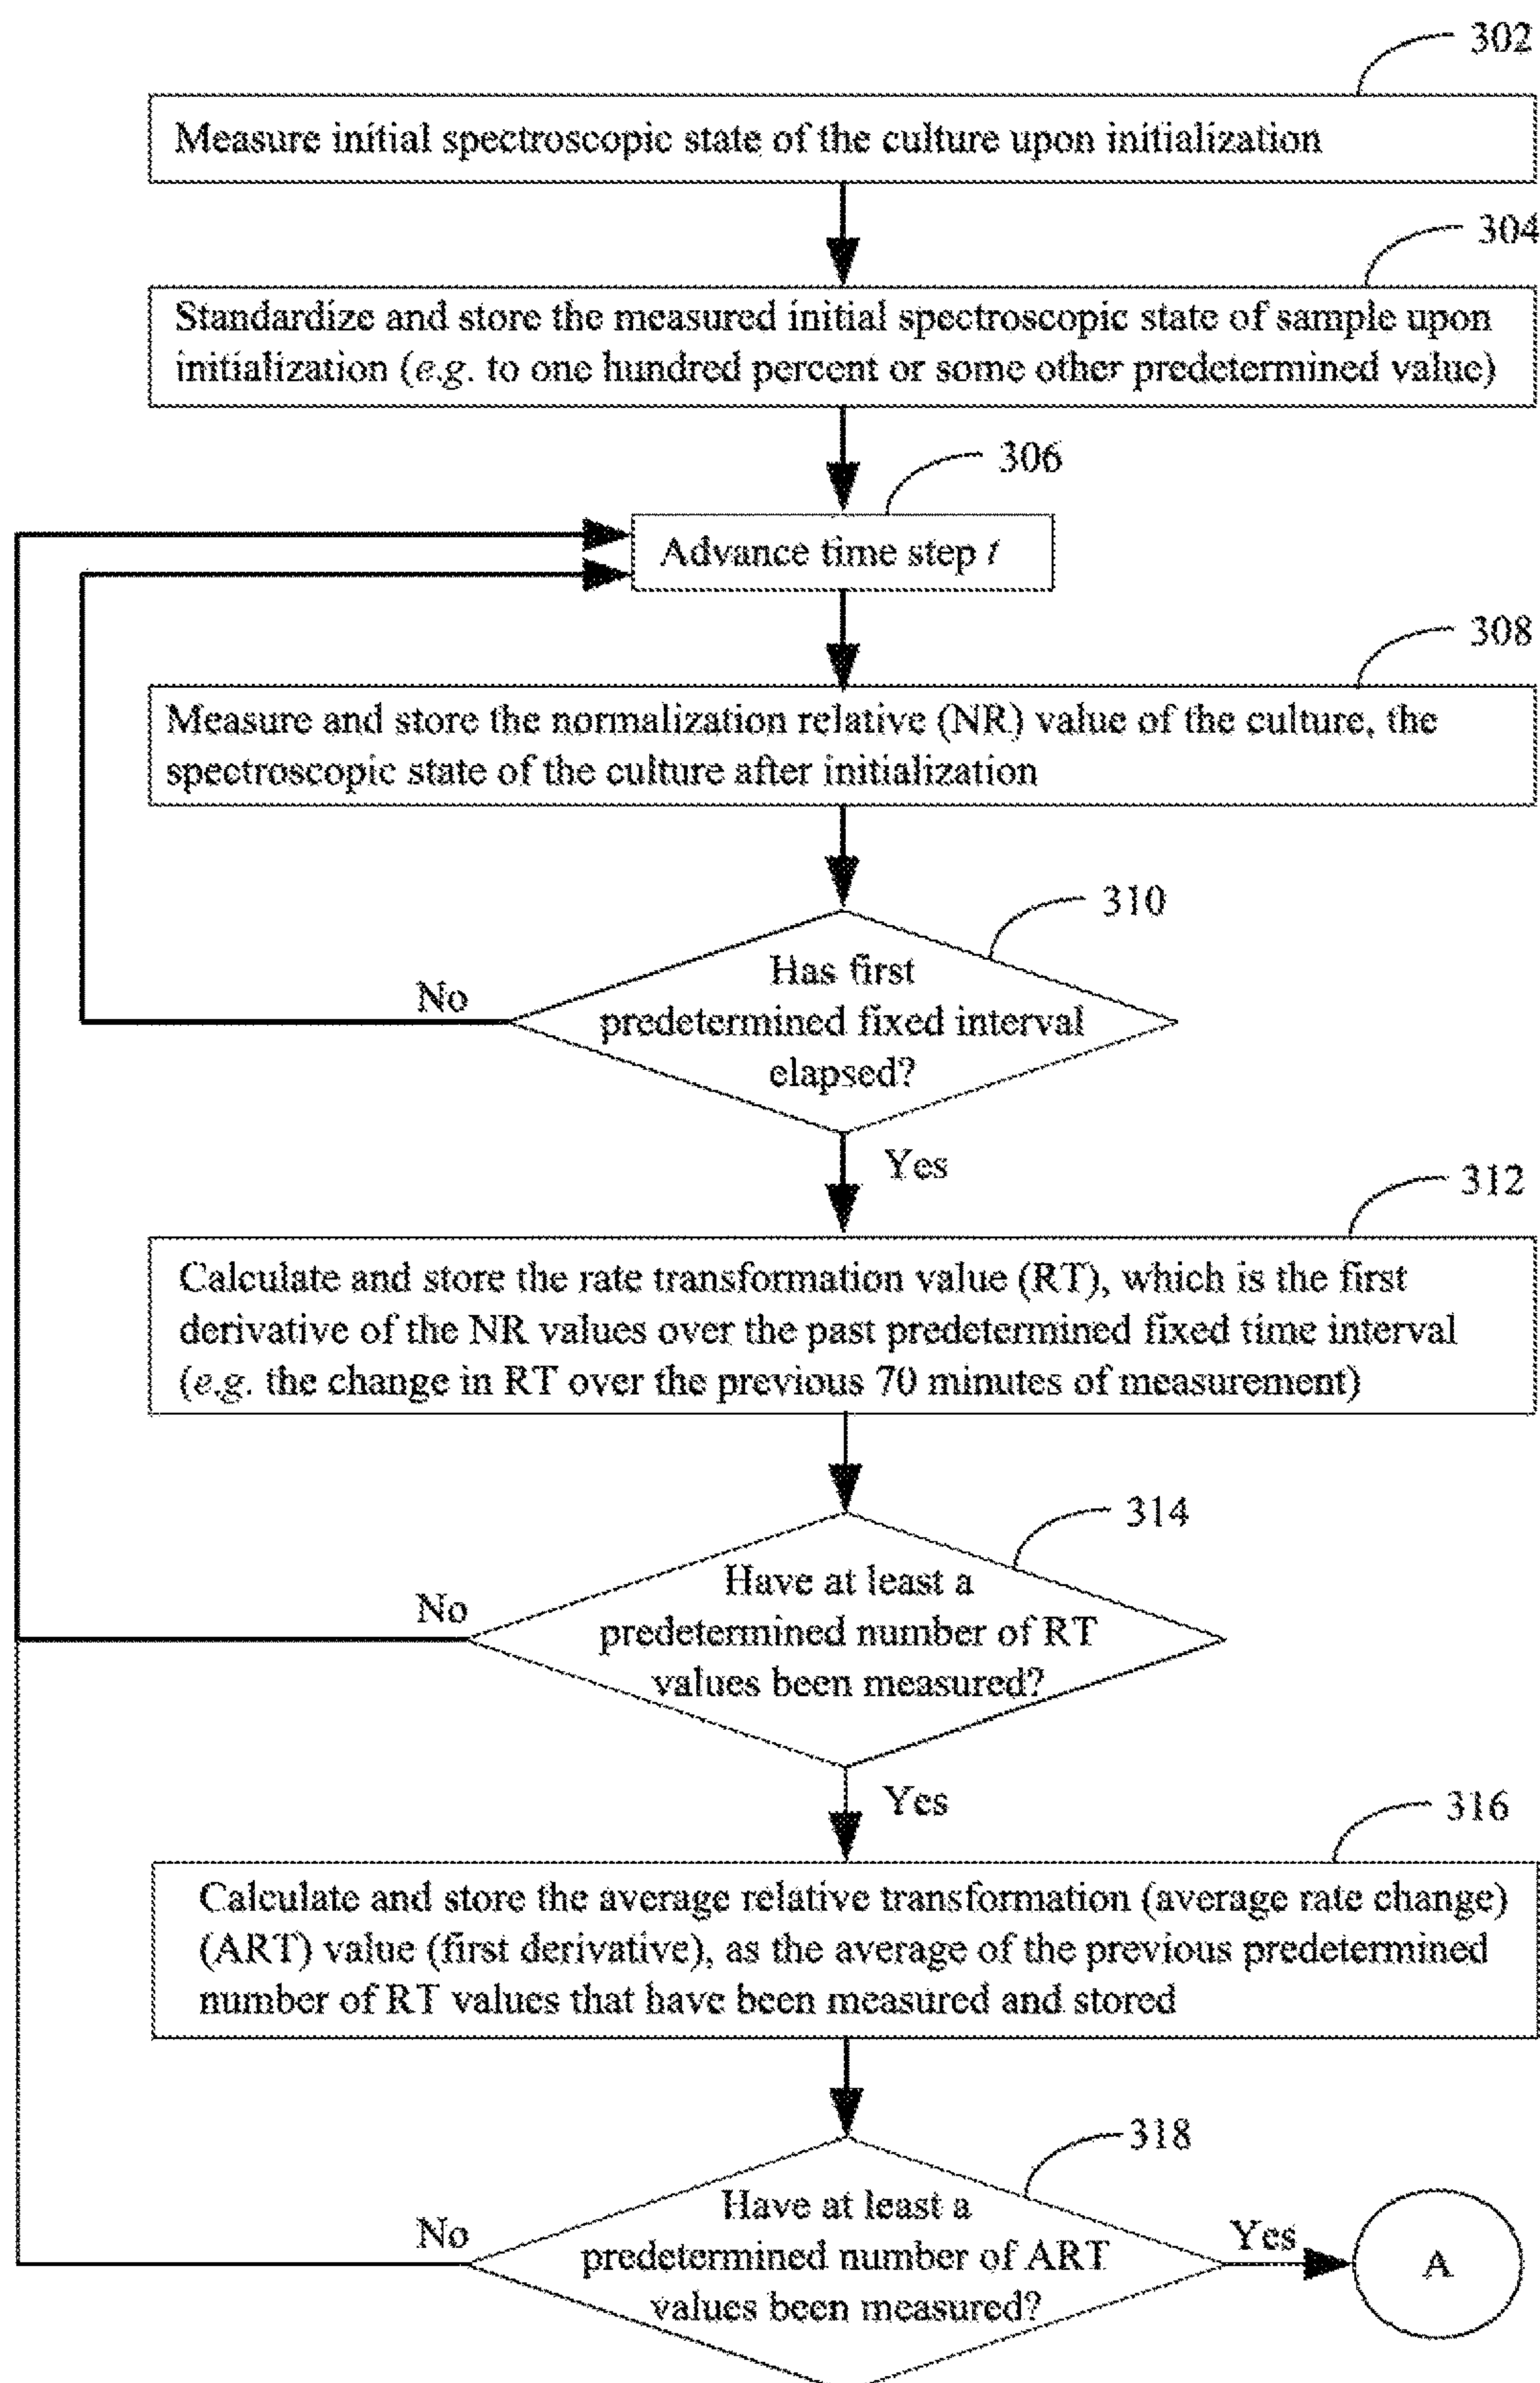 302
Measure initial spectroscopic state of the culture upon initialization
304
Standardize and store the measured initial spectroscopic state of sample upon
initialization (e.g. to one hundred percent or some other predetermined value)
306
Advance time step t
308
Measure and store the normalization relative (NR) value of the culture, the
spectroscopic state of the culture after initialization
310
Has first
predetermined fixed interval
elapsed?
No
Yes
312
Calculate and store the rate transformation value (RT), which is the first
derivative of the NR values over the past predetermined fixed time interval
(e.g. the change in RT over the previous 70 minutes of measurement)
314
Have at least a
predetermined number of RT
values been measured?
No
Yes
316
Calculate and store the average relative transformation (average rate change)
(ART) value (first derivative), as the average of the previous predetermined
number of RT values that have been measured and stored
318
Have at least a
predetermined number of ART
values been measured?
No
Yes
A